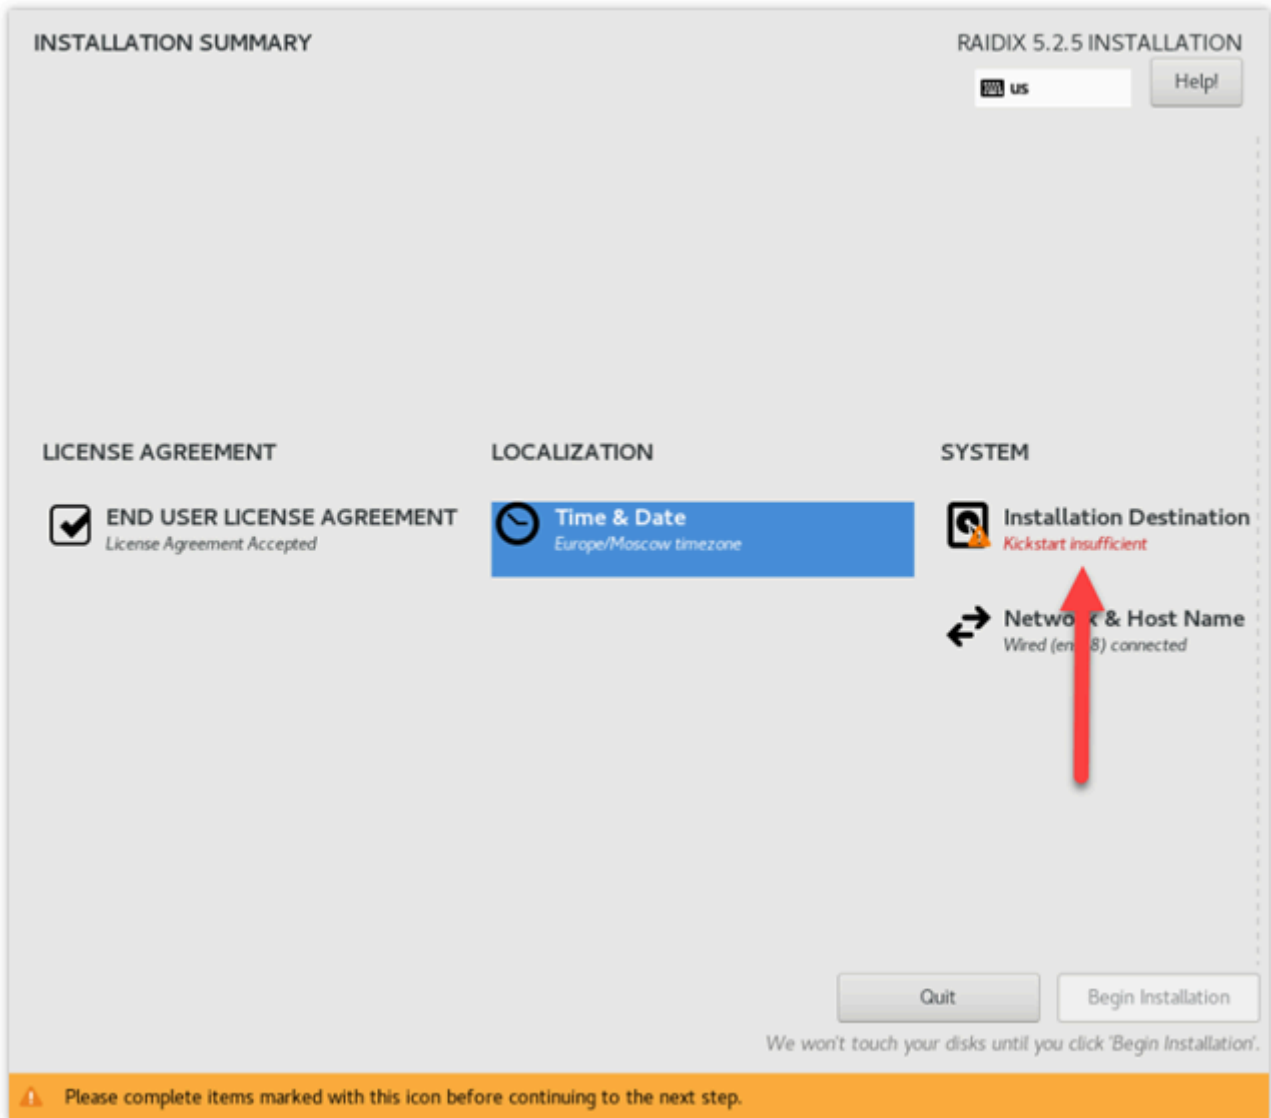 INSTALLATION SUMMARY
RAIDIX 5.2.5 INSTALLATION
us
Help!
LICENSE AGREEMENT
END USER LICENSE AGREEMENT
License Agreement Accepted
LOCALIZATION
Time & Date
Europe/Moscow timezone
SYSTEM
Installation Destination
Kickstart insufficient
& Host Name
Wired connected
Quit
Begin Installation
We won't touch your disks until you click 'Begin Installation'.
Please complete items marked with this icon before continuing to the next step.